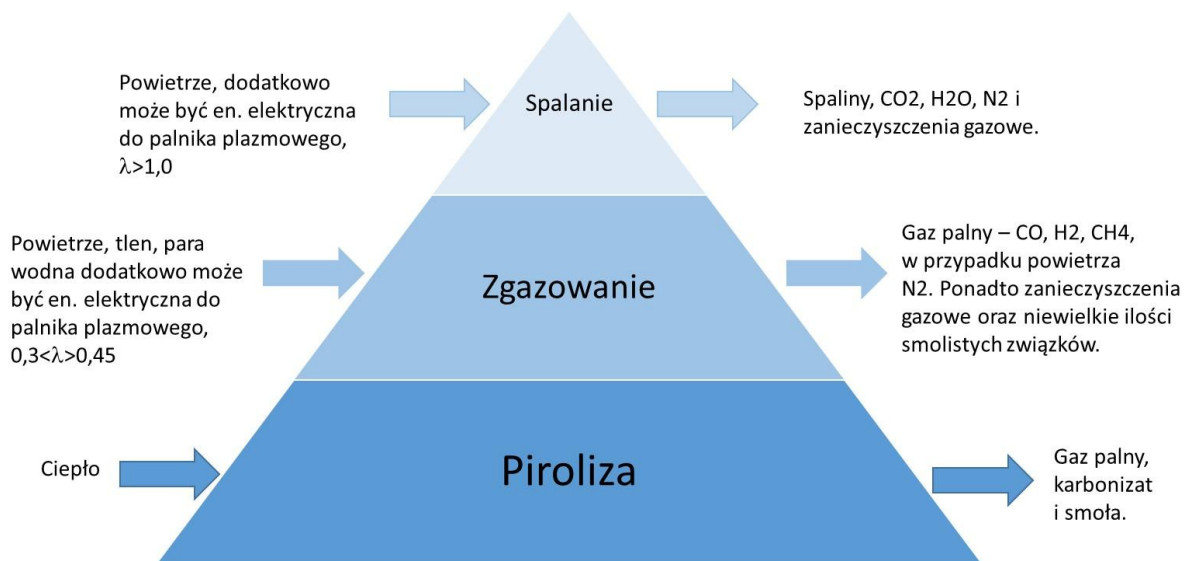 Powietrze, dodatkowo
może być en. elektryczna
do palnika plazmowego,
λ>1,0
Spalanie
Spaliny, CO2, H2O, N2 i
zanieczyszczenia gazowe.
Powietrze, tlen, para
wodna dodatkowo może
być en. elektryczna do
palnika plazmowego,
0,3<λ>0,45
Zgazowanie
Gaz palny – CO, H2, CH4,
w przypadku powietrza
N2. Ponadto zanieczyszczenia
gazowe oraz niewielkie ilości
smolistych związków.
Ciepło
Piroliza
Gaz palny,
karbonizat
i smoła.